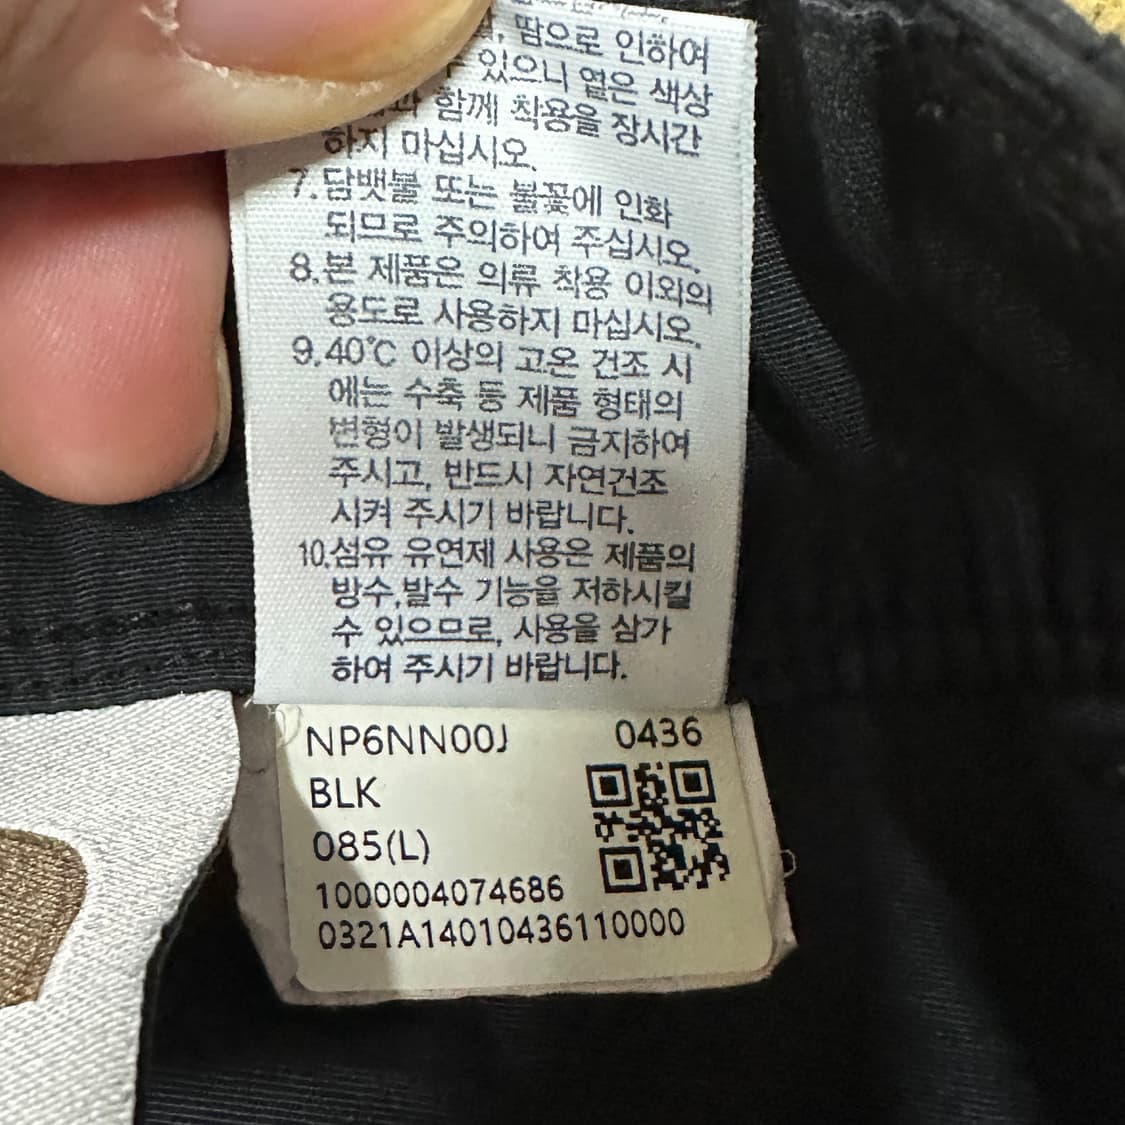 땀으로 인하여
있으니 옅은 색상
함께 착용을 장시간
하지 마십시오.
7.담뱃불 또는 불꽃에 인화
되므로 주의하여 주십시오.
8.본 제품은 의류 착용 이외의
용도로 사용하지 마십시오.
9.40℃ 이상의 고온 건조 시
에는 수축 등 제품 형태의
변형이 발생되니 금지하여
주시고, 반드시 자연건조
시켜 주시기 바랍니다.
10.섬유 유연제 사용은 제품의
방수,발수 기능을 저하시킬
수 있으므로, 사용을 삼가
하여 주시기 바랍니다.
NP6NN00J 0436
BLK
085(L)
1000004074686
0321A14010436110000